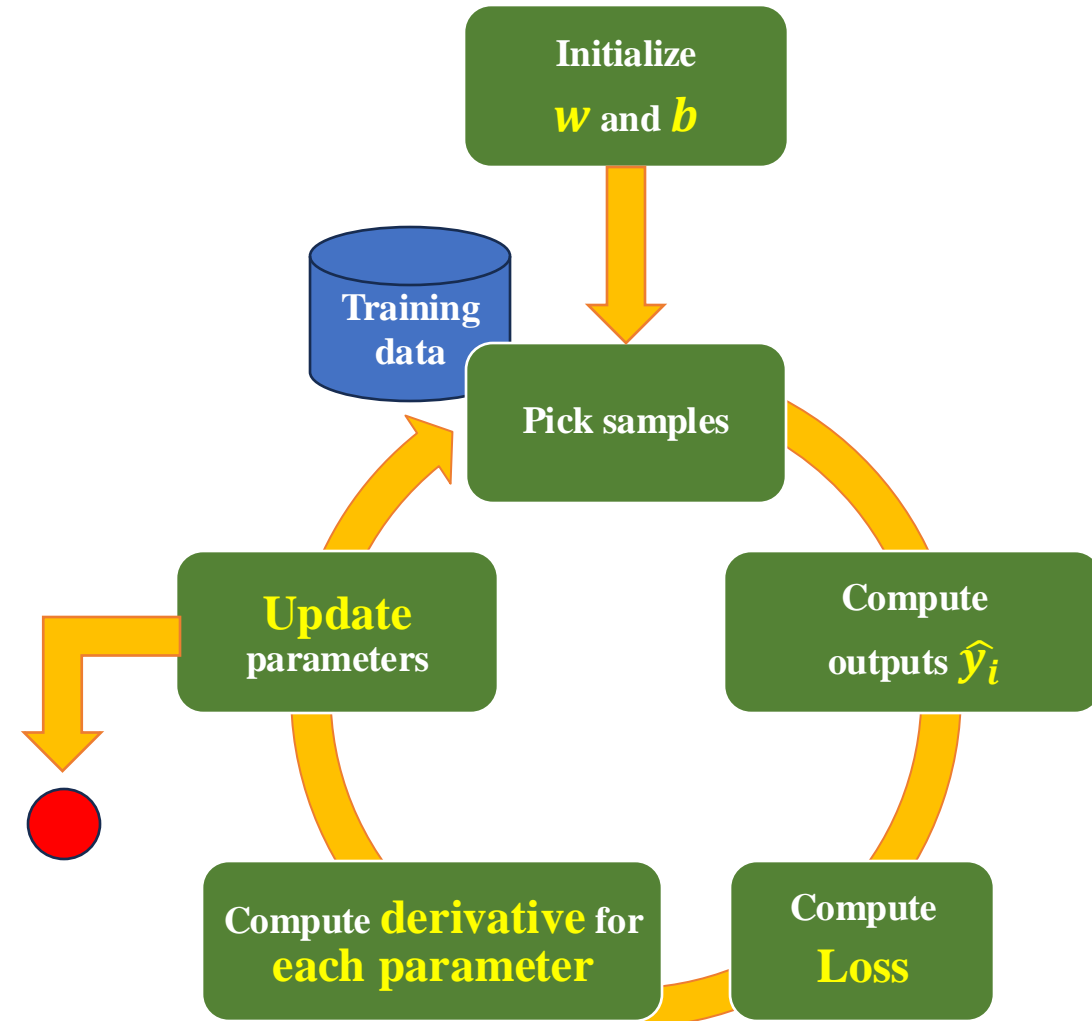 Initialize
w and b
Training
data
Pick samples
Update
parameters
Compute
outputs ŷᵢ
Compute derivative for
each parameter
Compute
Loss